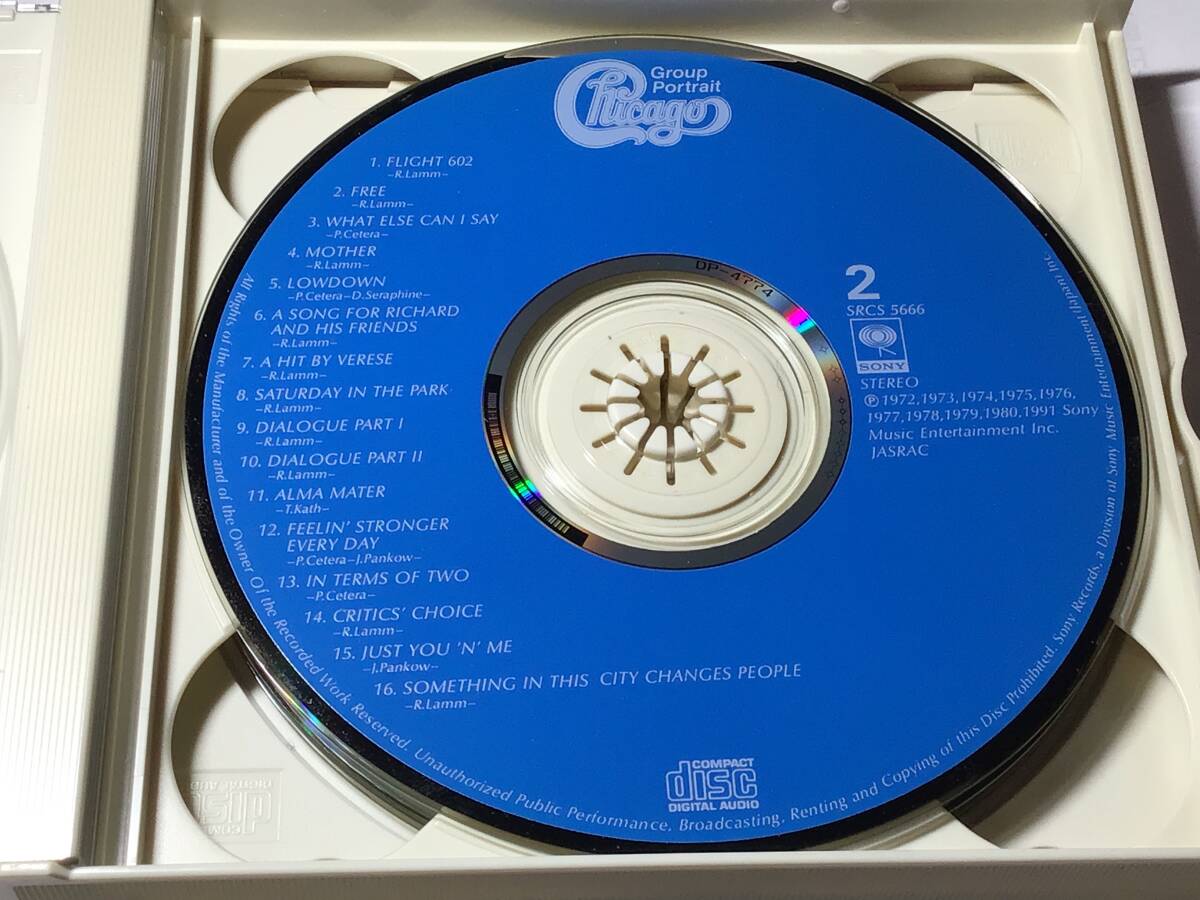 Group
Portrait
Chicago
1. FLIGHT 602
–R.Lamm–
2. FREE
–R.Lamm–
3. WHAT ELSE CAN I SAY
–P.Cetera–
4. MOTHER
–R.Lamm–
5. LOWDOWN
–P.Cetera–D.Seraphine–
6. A SONG FOR RICHARD
AND HIS FRIENDS
–R.Lamm–
7. A HIT BY VERESE
–R.Lamm–
8. SATURDAY IN THE PARK
–R.Lamm–
9. DIALOGUE PART I
–R.Lamm–
10. DIALOGUE PART II
–R.Lamm–
11. ALMA MATER
–T.Kath–
12. FEELIN' STRONGER
EVERY DAY
–P.Cetera–J.Pankow–
13. IN TERMS OF TWO
–P.Cetera–
14. CRITICS' CHOICE
–R.Lamm–
15. JUST YOU 'N' ME
–J.Pankow–
16. SOMETHING IN THIS CITY CHANGES PEOPLE
–R.Lamm–
DP-4774
2
SRCS 5666
SONY
STEREO
℗1972,1973,1974,1975,1976,
1977,1978,1979,1980,1991 Sony
Music Entertainment Inc.
JASRAC
COMPACT
disc
DIGITAL AUDIO
All Rights of the Manufacturer and of the Owner Of the Recorded Work Reserved. Unauthorized Public Performance, Broadcasting, Renting and Copying of this Disc Prohibited. Sony Records, a Division of Sony Music Entertainment (Japan) Inc.